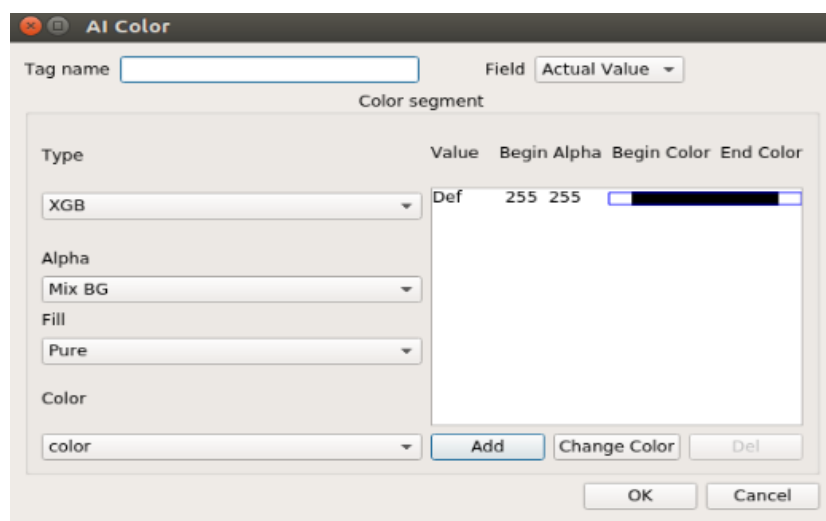 AI Color
Tag name
Field Actual Value
Color segment
Type
Value Begin Alpha Begin Color End Color
XGB
Def 255 255
Alpha
Mix BG
Fill
Pure
Color
color
Add Change Color Del
OK Cancel